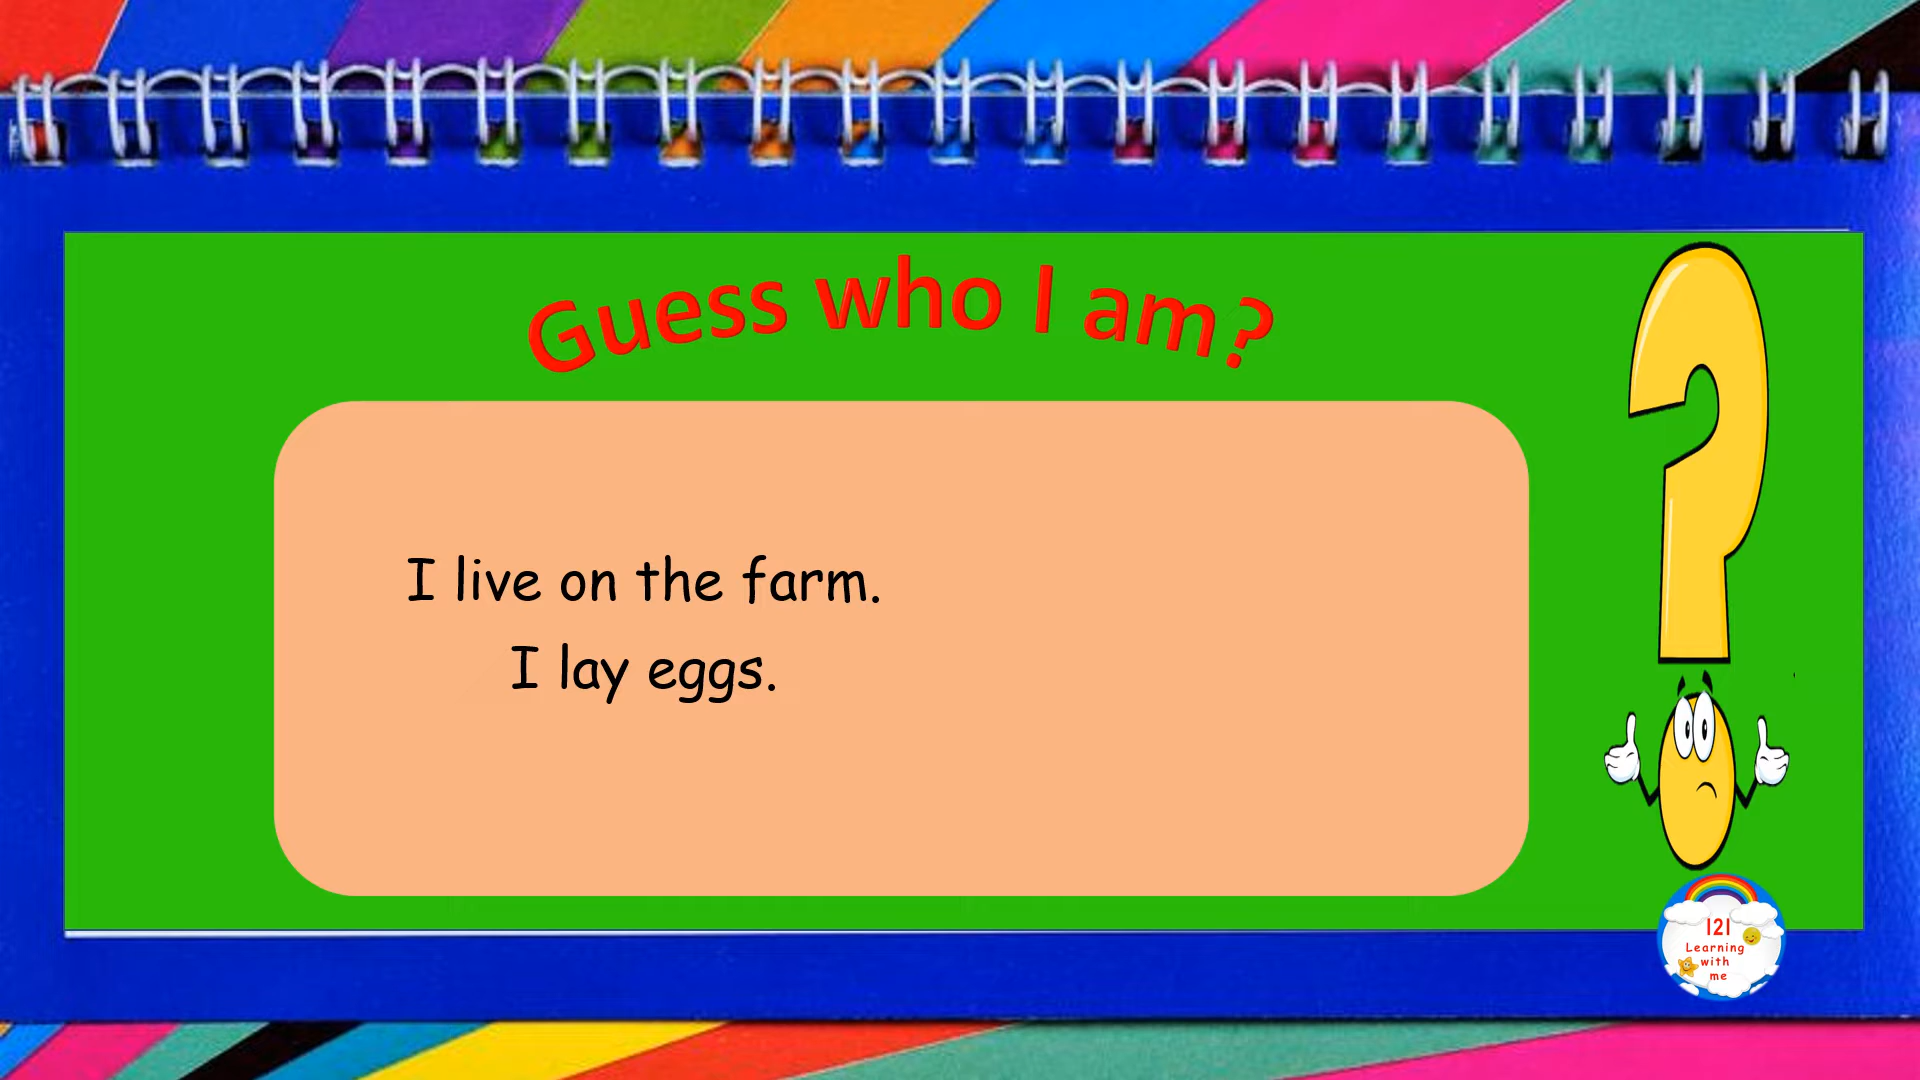 Guess who I am?
I live on the farm.
I lay eggs.
121
Learning
with
me